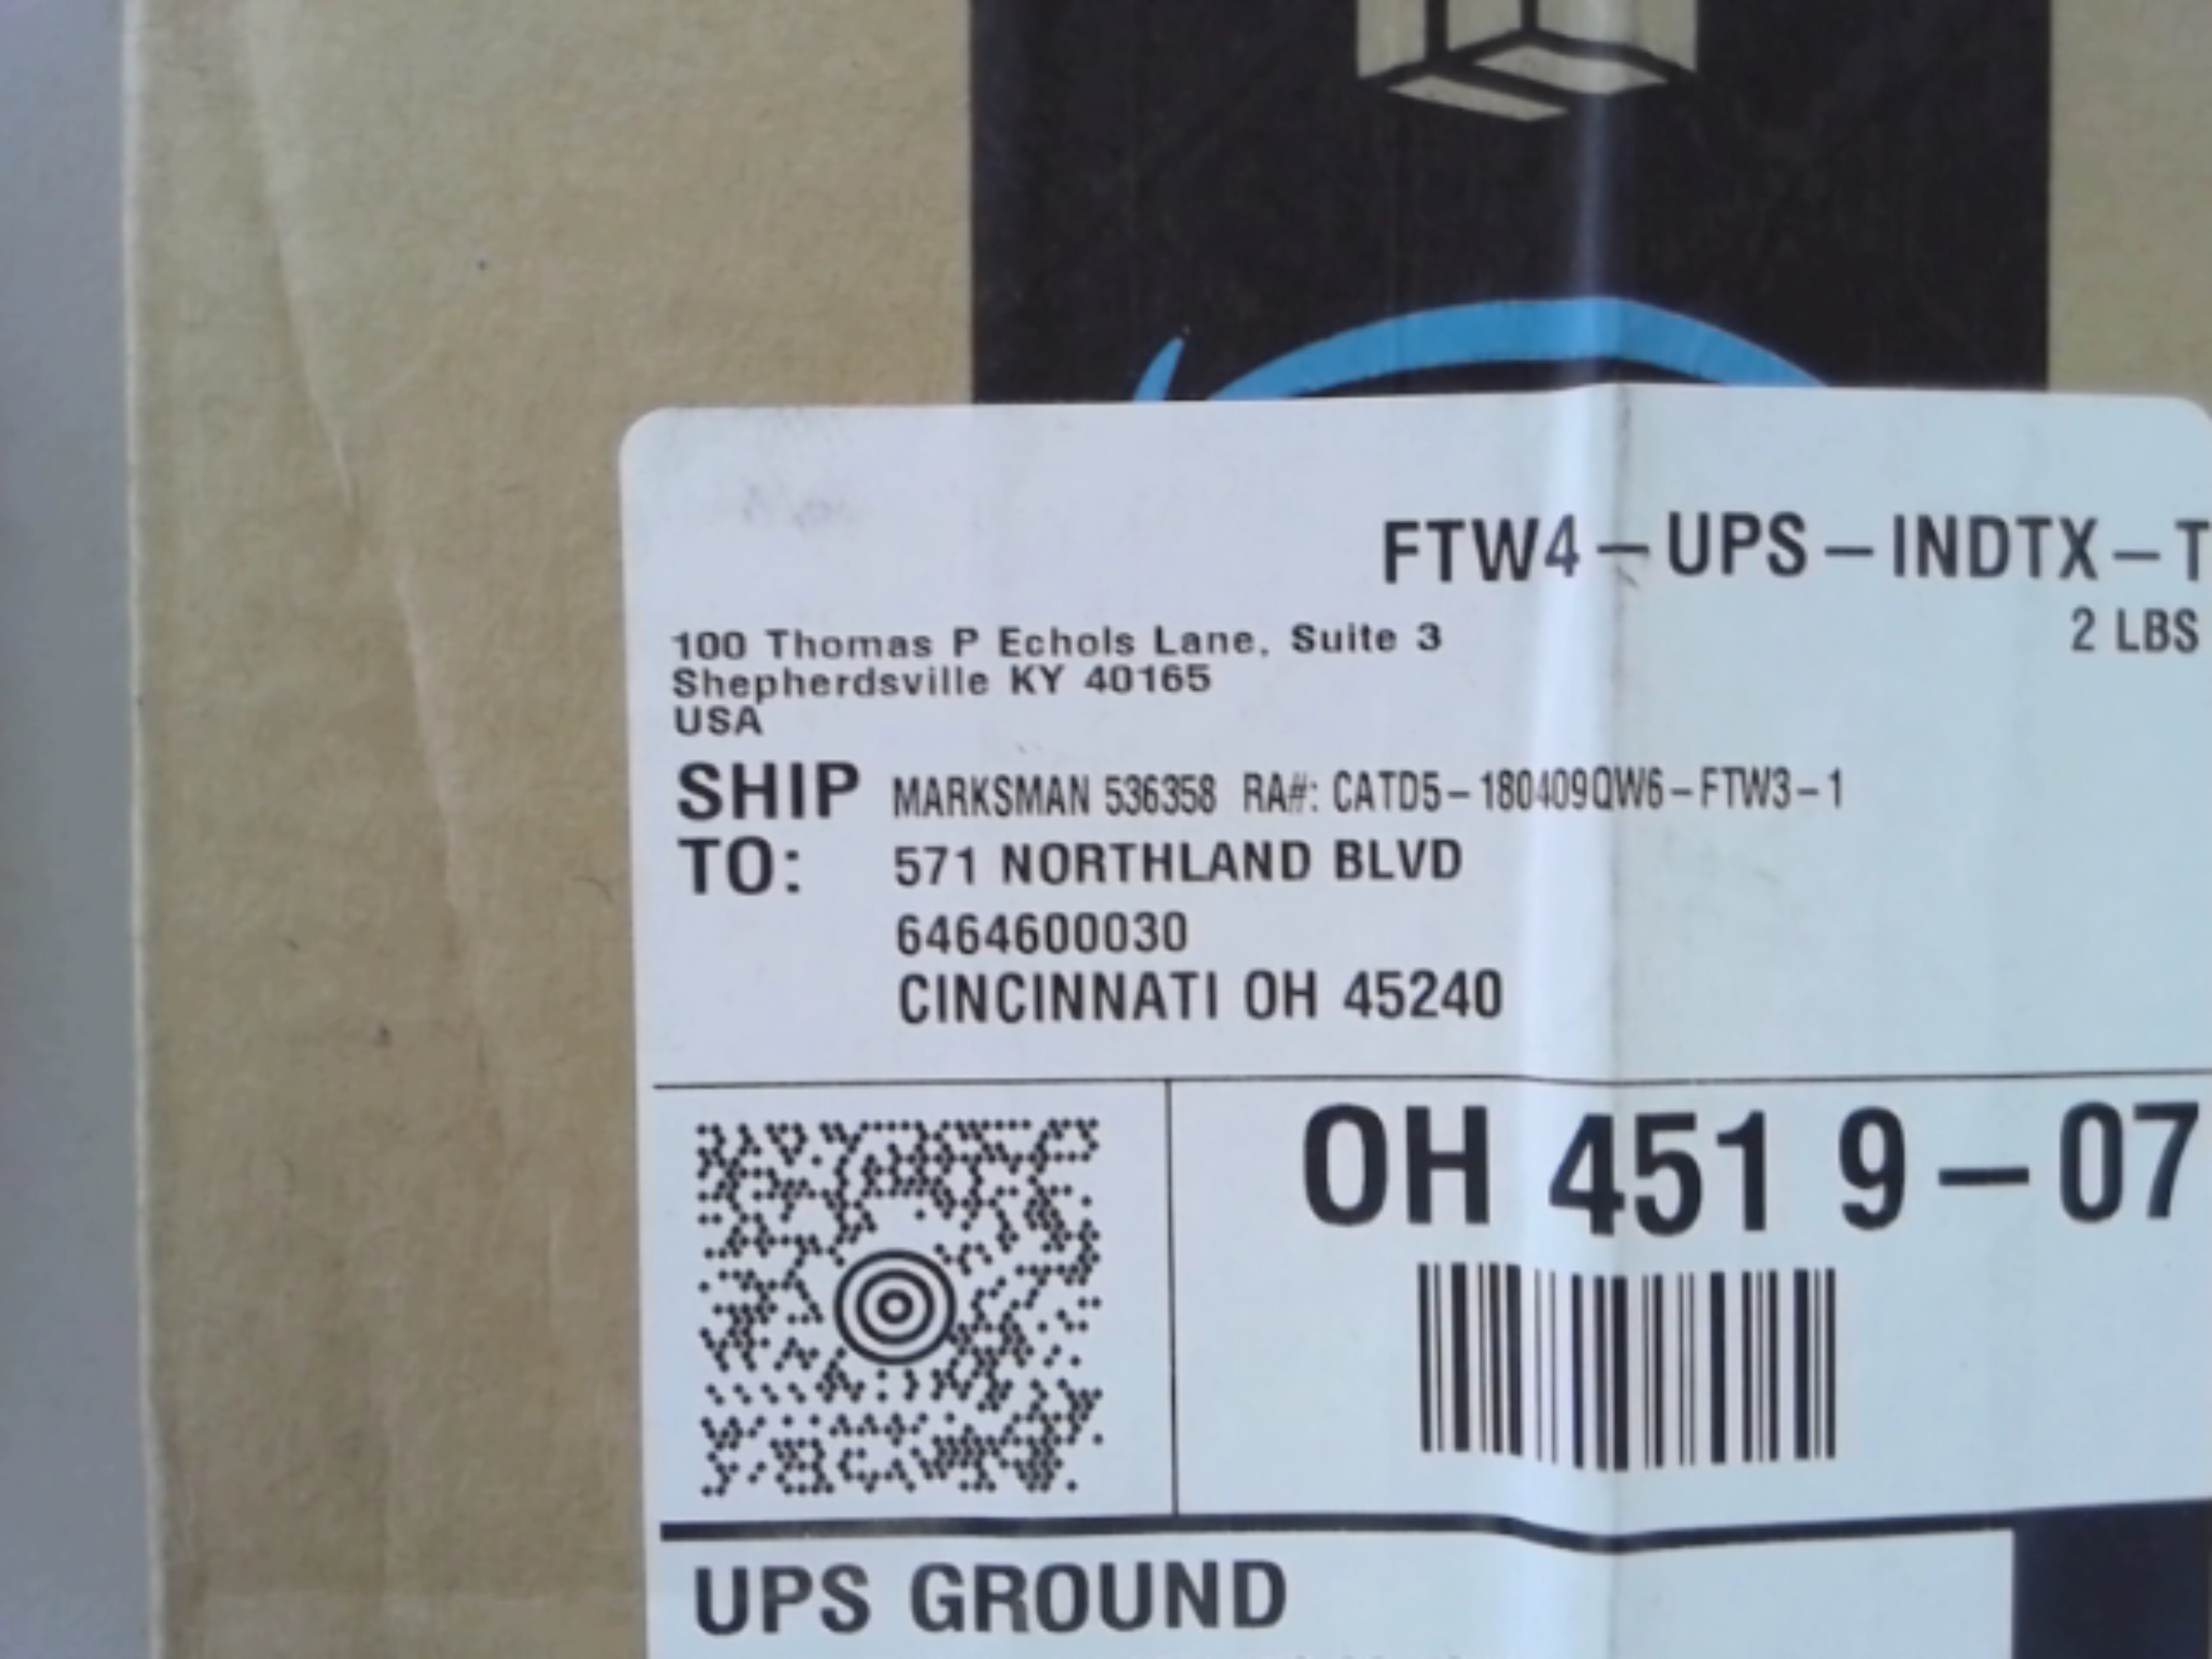 FTW4-UPS-INDTX-T
2 LBS
100 Thomas P Echols Lane, Suite 3
Shepherdsville KY 40165
USA
SHIP TO: MARKSMAN 536358 RA#: CATD5-180409QW6-FTW3-1
571 NORTHLAND BLVD
6464600030
CINCINNATI OH 45240
OH 451 9-07
UPS GROUND